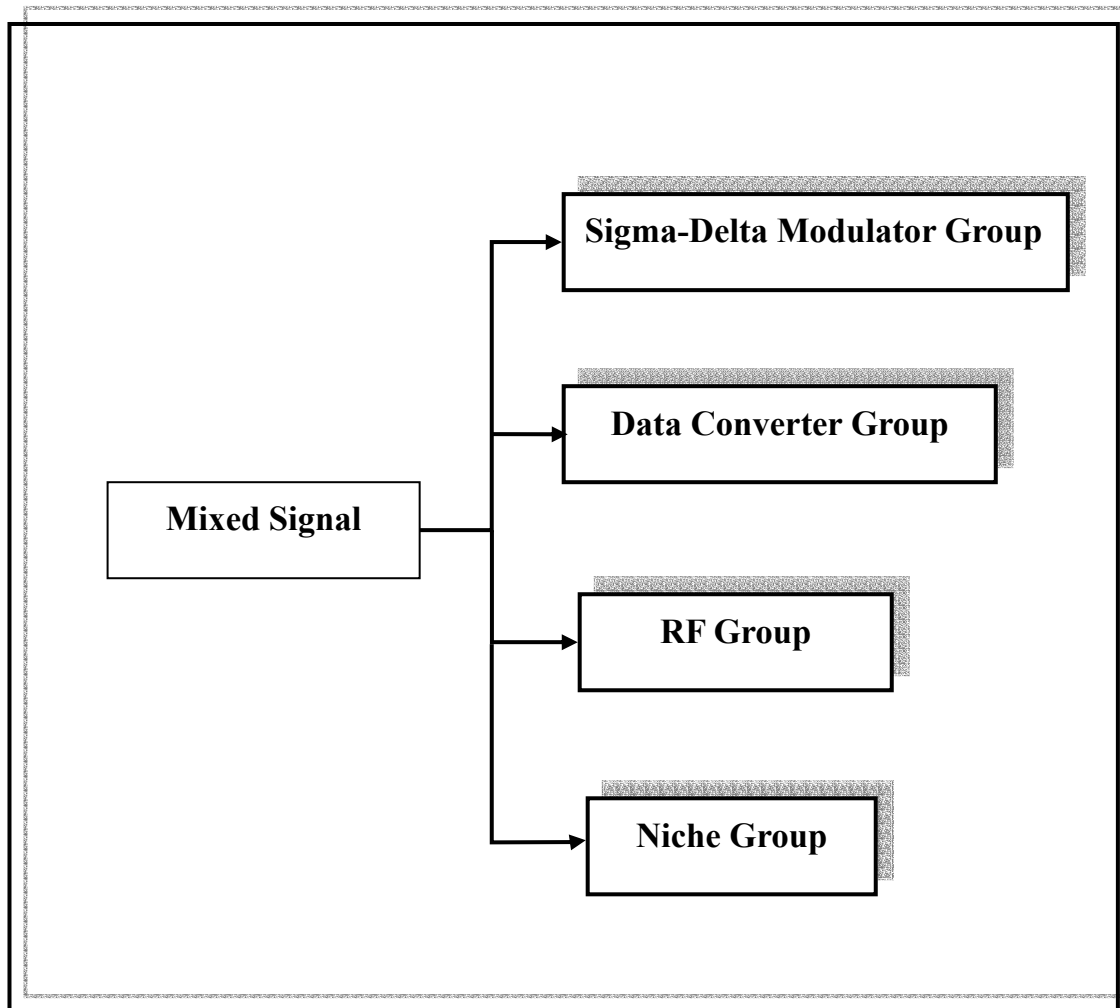 Sigma-Delta Modulator Group
Data Converter Group
Mixed Signal
RF Group
Niche Group